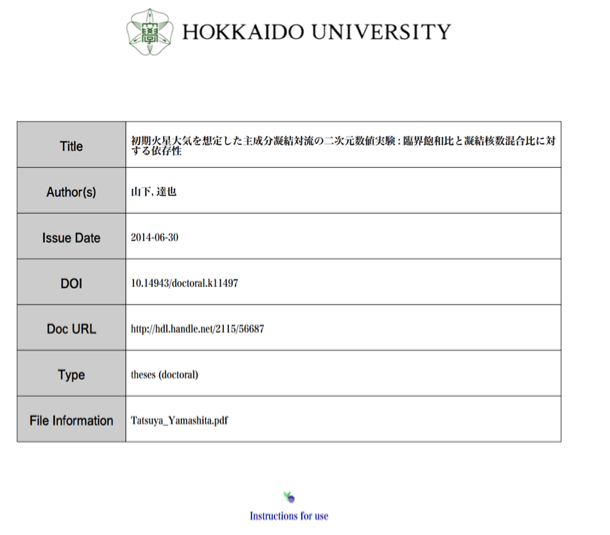 HOKKAIDO UNIVERSITY
Title
初期火星大気を想定した主成分凝結対流の二次元数値実験 : 臨界飽和比と凝結核数混合比に対
する依存性
Author(s)
山下, 達也
Issue Date
2014-06-30
DOI
10.14943/doctoral.k11497
Doc URL
http://hdl.handle.net/2115/56687
Type
theses (doctoral)
File Information
Tatsuya_Yamashita.pdf
Instructions for use